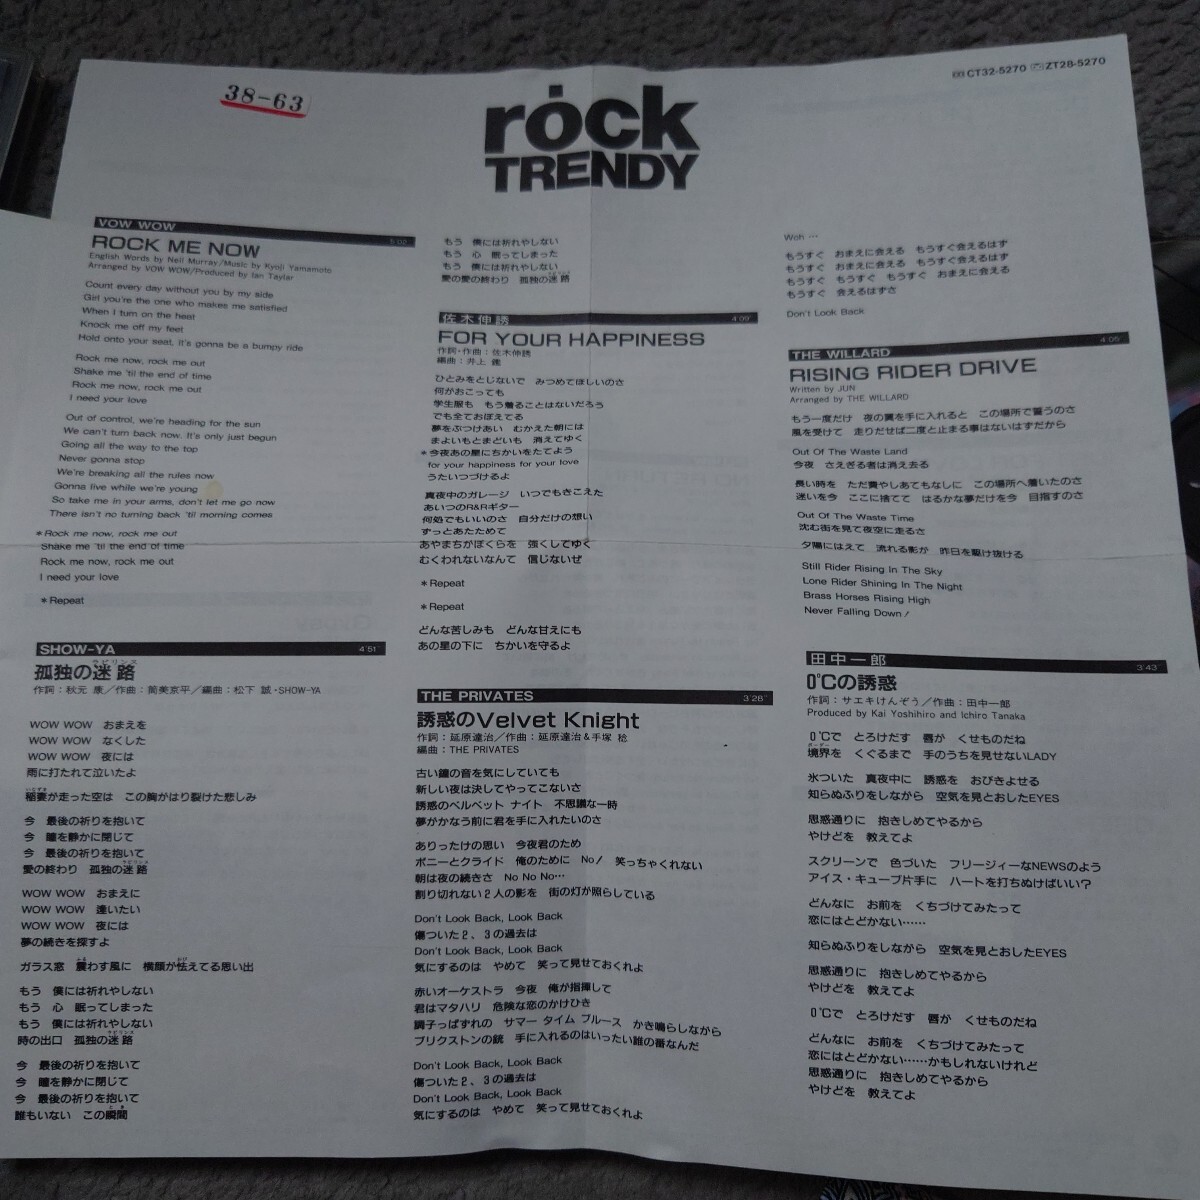 38-63
rock
TRENDY
CT32-5270 ZT28-5270
VOW WOW
5'02"
ROCK ME NOW
English Words by Neil Murray/Music by Kyoji Yamamoto
Arranged by VOW WOW/Produced by Ian Taylor
Count every day without you by my side
Girl you're the one who makes me satisfied
When I turn on the heat
Knock me off my feet
Hold onto your seat, it's gonna be a bumpy ride
Rock me now, rock me out
Shake me 'til the end of time
Rock me now, rock me out
I need your love
Out of control, we're heading for the sun
We can't turn back now. It's only just begun
Going all the way to the top
Never gonna stop
We're breaking all the rules now
Gonna live while we're young
So take me in your arms, don't let me go now
There isn't no turning back 'til morning comes
*Rock me now, rock me out
Shake me 'til the end of time
Rock me now, rock me out
I need your love
*Repeat
SHOW-YA
4'51"
孤独の迷路
ラビリンス
作詞：秋元 康／作曲：筒美京平／編曲：松下 誠・SHOW-YA
WOW WOW おまえを
WOW WOW なくした
WOW WOW 夜には
雨に打たれて泣いたよ
稲妻が走った空は この胸がはり裂けた悲しみ
今 最後の祈りを抱いて
今 瞳を静かに閉じて
今 最後の祈りを抱いて
愛の終わり 孤独の迷路
WOW WOW おまえに
WOW WOW 逢いたい
WOW WOW 夜には
夢の続きを探すよ
ガラス窓 震わす風に 横顔が怯えてる思い出
もう 僕には祈れやしない
もう 心 眠ってしまった
もう 僕には祈れやしない
時の出口 孤独の迷路
今 最後の祈りを抱いて
今 瞳を静かに閉じて
今 最後の祈りを抱いて
誰もいない この瞬間
もう 僕には祈れやしない
もう 心 眠ってしまった
もう 僕には祈れやしない
愛の愛の終わり 孤独の迷路
佐木伸誘
4'09"
FOR YOUR HAPPINESS
作詞・作曲：佐木伸誘
編曲：井上 鑑
ひとみをとじないで みつめてほしいのさ
何がおこっても
学生服も もう着ることはないだろう
でも全ておぼえてる
夢をぶつけあい むかえた朝には
まよいもとまどいも 消えてゆく
*今夜あの星にちかいをたてよう
for your happiness for your love
うたいつづけるよ
真夜中のガレージ いつでもきこえた
あいつのR&Rギター
何処でもいいのさ 自分だけの想い
ずっとあたためて
あやまちがぼくらを 強くしてゆく
むくわれないなんて 信じないぜ
*Repeat
*Repeat
どんな苦しみも どんな甘えにも
あの星の下に ちかいを守るよ
THE PRIVATES
3'28"
誘惑のVelvet Knight
作詞：延原達治／作曲：延原達治＆手塚 稔
編曲：THE PRIVATES
古い鐘の音を気にしていても
新しい夜は決してやってこないさ
誘惑のベルベット ナイト 不思議な一時
夢がかなう前に君を手に入れたいのさ
ありったけの思い 今夜君のため
ボニーとクライド 俺のために No! 笑っちゃくれない
朝は夜の続きさ No No No…
割り切れない2人の影を 街の灯が照らしている
Don't Look Back, Look Back
傷ついた2、3の過去は
Don't Look Back, Look Back
気にするのは やめて 笑って見せておくれよ
赤いオーケストラ 今夜 俺が指揮して
君はマタハリ 危険な恋のかけひき
調子っぱずれの サマー タイム ブルース かき鳴らしながら
ブリクストンの銃 手に入れるのはいったい誰の番なんだ
Don't Look Back, Look Back
傷ついた2、3の過去は
Don't Look Back, Look Back
気にするのは やめて 笑って見せておくれよ
Woh …
もうすぐ おまえに会える もうすぐ会えるはず
もうすぐ おまえに会える もうすぐ会えるはず
もうすぐ もうすぐ もうすぐ おまえに会える
もうすぐ 会えるはずさ
Don't Look Back
THE WILLARD
4'05"
RISING RIDER DRIVE
Written by JUN
Arranged by THE WILLARD
もう一度だけ 夜の翼を手に入れると この場所で誓うのさ
風を受けて 走りだせば二度と止まる事はないはずだから
Out Of The Waste Land
今夜 さえぎる者は消え去る
長い時を ただ費やしあてもなしに この場所へ着いたのさ
迷いを今 ここに捨てて はるかな夢だけを今 目指すのさ
Out Of The Waste Time
沈む街を見て夜空に走るさ
夕陽にはえて 流れる影が 昨日を駆け抜ける
Still Rider Rising In The Sky
Lone Rider Shining In The Night
Brass Horses Rising High
Never Falling Down!
田中一郎
3'43"
0℃の誘惑
作詞：サエキけんぞう／作曲：田中一郎
Produced by Kai Yoshihiro and Ichiro Tanaka
0℃で とろけだす 唇が くせものだね
境界を くぐるまで 手のうちを見せないLADY
氷ついた 真夜中に 誘惑を おびきよせる
知らぬふりをしながら 空気を見とおしたEYES
思惑通りに 抱きしめてやるから
やけどを 教えてよ
スクリーンで 色づいた フリージィーなNEWSのよう
アイス・キューブ片手に ハートを打ちぬけばいい？
どんなに お前を くちづけてみたって
恋にはとどかない……
知らぬふりをしながら 空気を見とおしたEYES
思惑通りに 抱きしめてやるから
やけどを 教えてよ
0℃で とろけだす 唇が くせものだね
どんなに お前を くちづけてみたって
恋にはとどかない……かもしれないけれど
思惑通りに 抱きしめてやるから
やけどを 教えてよ